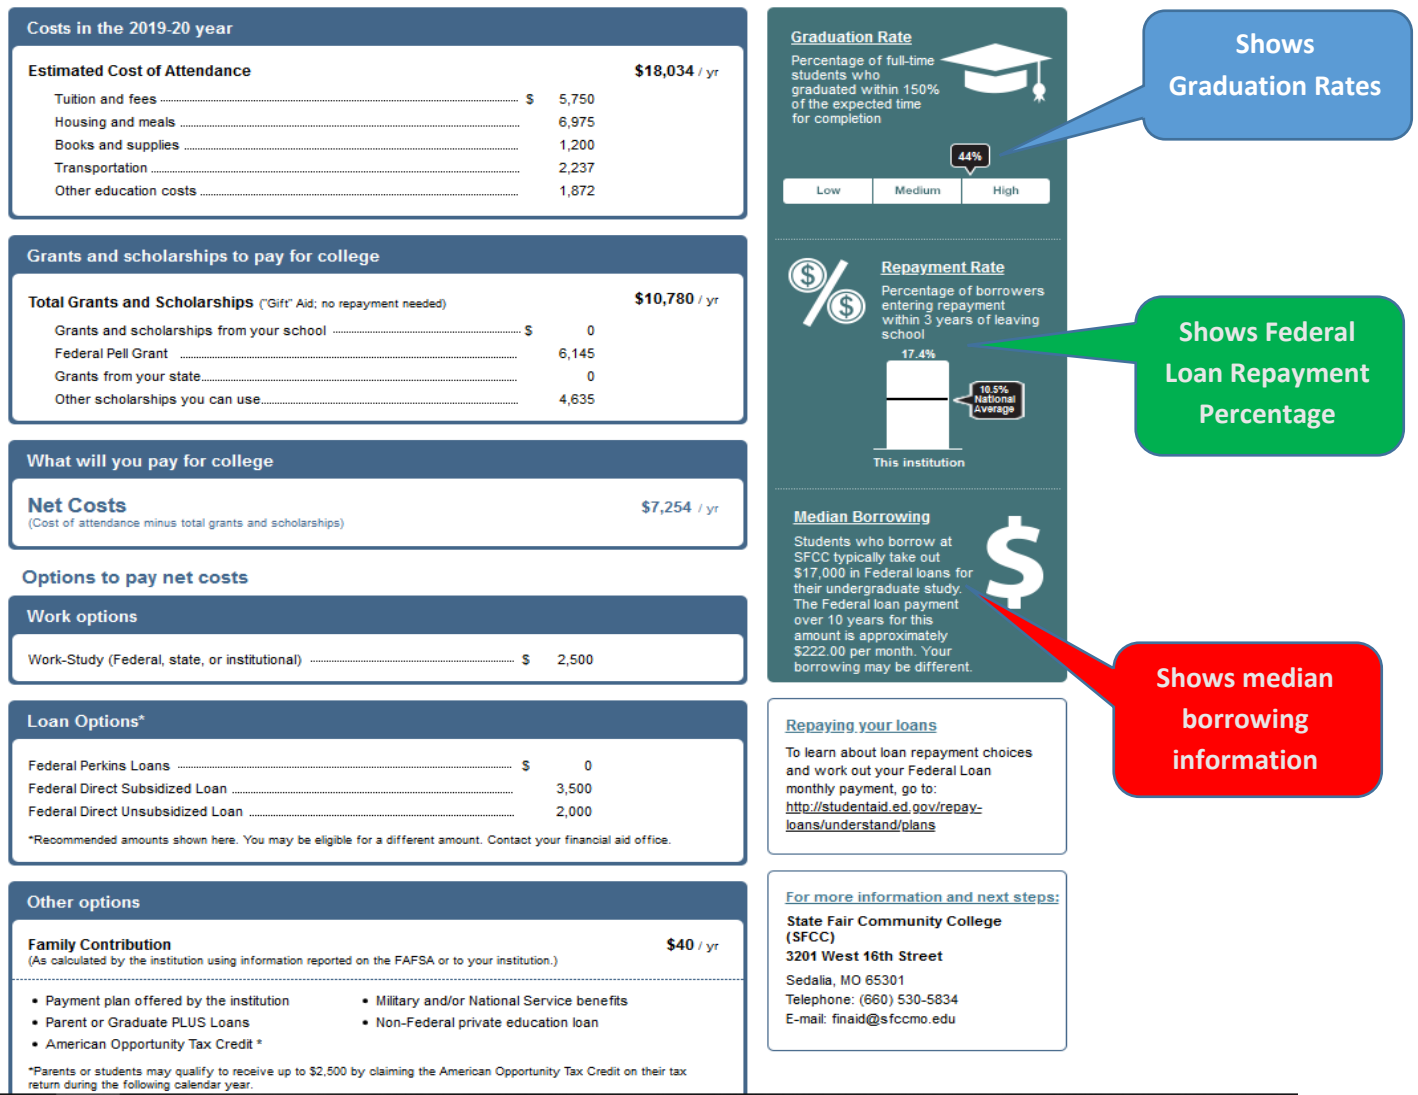 Costs in the 2019-20 year
Estimated Cost of Attendance $18,034 / yr
Tuition and fees $ 5,750
Housing and meals 6,975
Books and supplies 1,200
Transportation 2,237
Other education costs 1,872
Grants and scholarships to pay for college
Total Grants and Scholarships ("Gift" Aid; no repayment needed) $10,780 / yr
Grants and scholarships from your school $ 0
Federal Pell Grant 6,145
Grants from your state 0
Other scholarships you can use 4,635
What will you pay for college
Net Costs $7,254 / yr
(Cost of attendance minus total grants and scholarships)
Options to pay net costs
Work options
Work-Study (Federal, state, or institutional) $ 2,500
Loan Options*
Federal Perkins Loans $ 0
Federal Direct Subsidized Loan 3,500
Federal Direct Unsubsidized Loan 2,000
*Recommended amounts shown here. You may be eligible for a different amount. Contact your financial aid office.
Other options
Family Contribution $40 / yr
(As calculated by the institution using information reported on the FAFSA or to your institution.)
• Payment plan offered by the institution
• Parent or Graduate PLUS Loans
• American Opportunity Tax Credit *
• Military and/or National Service benefits
• Non-Federal private education loan
*Parents or students may qualify to receive up to $2,500 by claiming the American Opportunity Tax Credit on their tax
return during the following calendar year.
Graduation Rate
Percentage of full-time
students who
graduated within 150%
of the expected time
for completion
44%
Low Medium High
Repayment Rate
Percentage of borrowers
entering repayment
within 3 years of leaving
school
17.4%
10.5%
National
Average
This institution
Median Borrowing
Students who borrow at
SFCC typically take out
$17,000 in Federal loans for
their undergraduate study.
The Federal loan payment
over 10 years for this
amount is approximately
$222.00 per month. Your
borrowing may be different.
Repaying your loans
To learn about loan repayment choices
and work out your Federal Loan
monthly payment, go to:
http://studentaid.ed.gov/repay-
loans/understand/plans
For more information and next steps:
State Fair Community College
(SFCC)
3201 West 16th Street
Sedalia, MO 65301
Telephone: (660) 530-5834
E-mail: finaid@sfccmo.edu
Shows
Graduation Rates
Shows Federal
Loan Repayment
Percentage
Shows median
borrowing
information